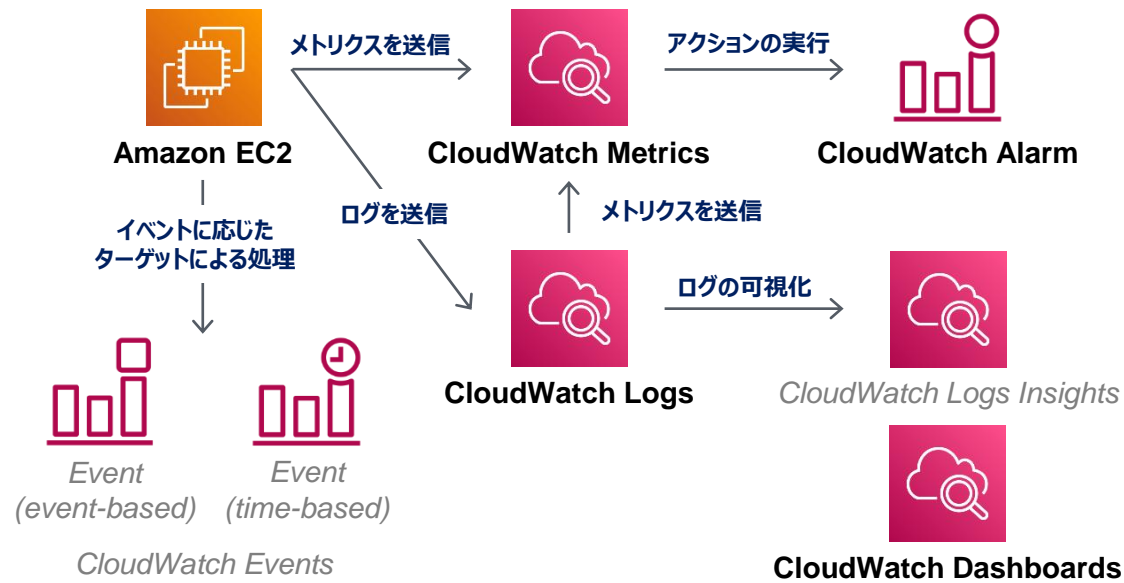 メトリクスを送信
アクションの実行
Amazon EC2
CloudWatch Metrics
CloudWatch Alarm
ログを送信
メトリクスを送信
イベントに応じた
ターゲットによる処理
ログの可視化
CloudWatch Logs
CloudWatch Logs Insights
Event
(event-based)
Event
(time-based)
CloudWatch Events
CloudWatch Dashboards